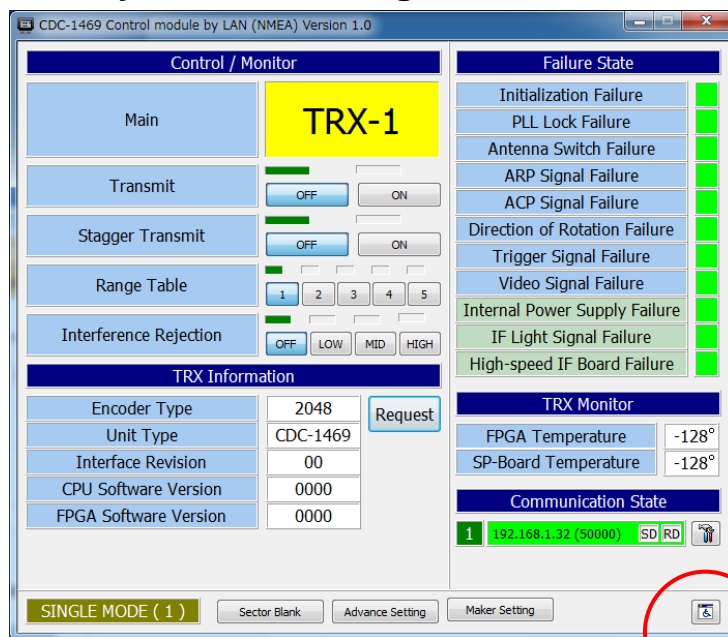 CDC-1469 Control module by LAN (NMEA) Version 1.0
Control / Monitor
Main
TRX-1
Transmit
OFF ON
Stagger Transmit
OFF ON
Range Table
1 2 3 4 5
Interference Rejection
OFF LOW MID HIGH
TRX Information
Encoder Type 2048 Request
Unit Type CDC-1469
Interface Revision 00
CPU Software Version 0000
FPGA Software Version 0000
Failure State
Initialization Failure
PLL Lock Failure
Antenna Switch Failure
ARP Signal Failure
ACP Signal Failure
Direction of Rotation Failure
Trigger Signal Failure
Video Signal Failure
Internal Power Supply Failure
IF Light Signal Failure
High-speed IF Board Failure
TRX Monitor
FPGA Temperature -128°
SP-Board Temperature -128°
Communication State
1 192.168.1.32 (50000) SD RD
SINGLE MODE ( 1 ) Sector Blank Advance Setting Maker Setting